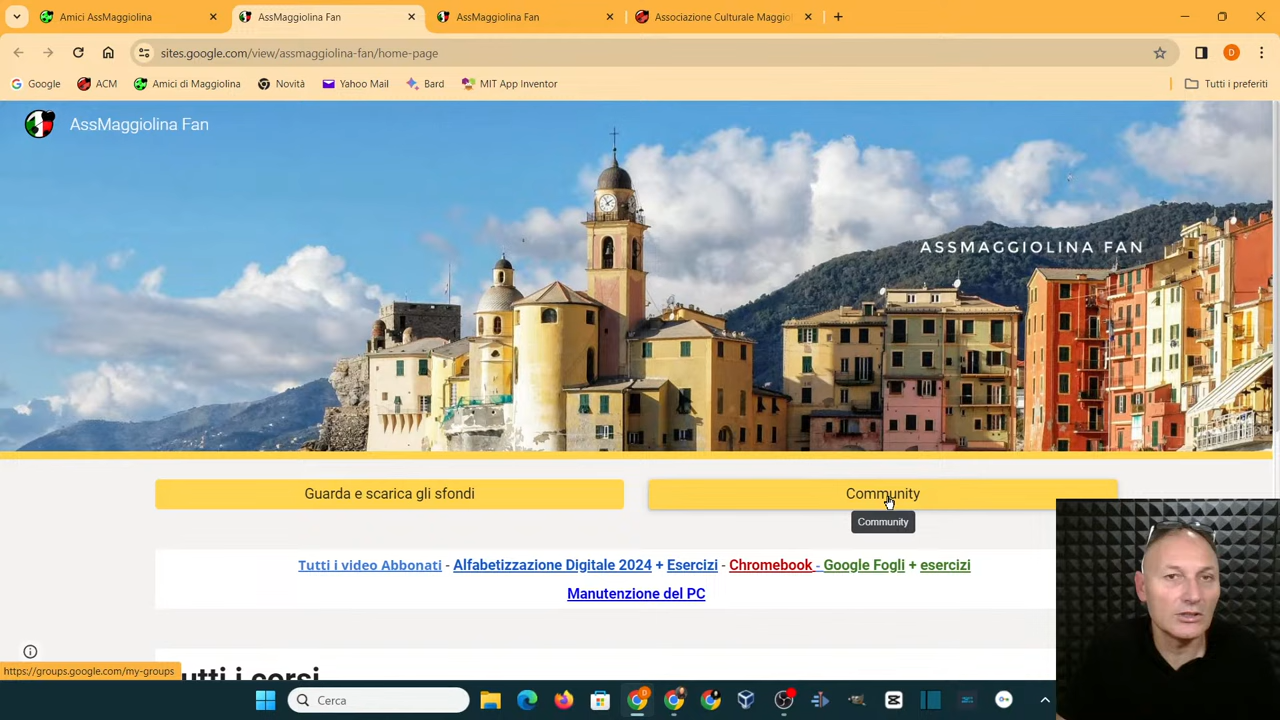 Amici AssMaggiolina
AssMaggiolina Fan
AssMaggiolina Fan
Associazione Culturale Maggio
sites.google.com/view/assmaggiolina-fan/home-page
D
Google
ACM
Amici di Maggiolina
Novità
Yahoo Mail
Bard
MIT App Inventor
Tutti i preferiti
AssMaggiolina Fan
ASSMAGGIOLINA FAN
Guarda e scarica gli sfondi
Community
Community
Tutti i video Abbonati - Alfabetizzazione Digitale 2024 + Esercizi - Chromebook - Google Fogli + esercizi
Manutenzione del PC
Tutti i corsi
https://groups.google.com/my-groups
Cerca